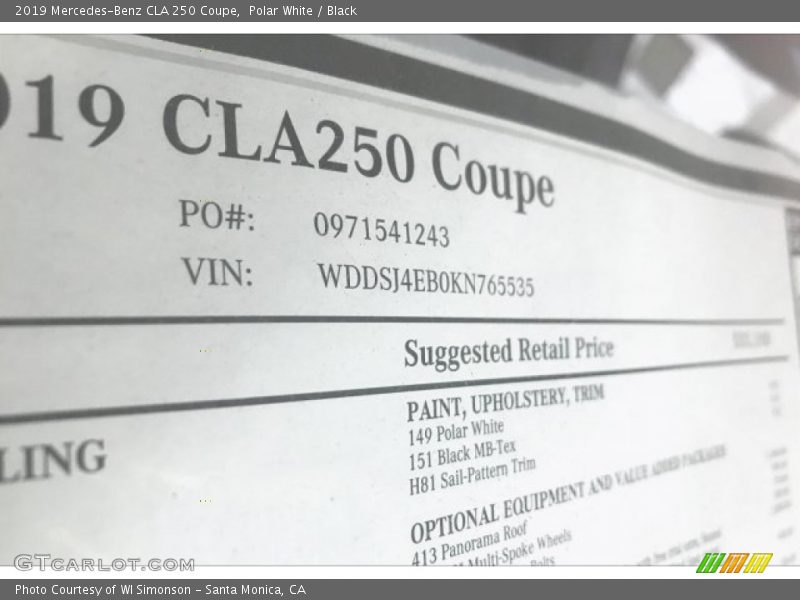 2019 Mercedes-Benz CLA 250 Coupe, Polar White / Black
19 CLA250 Coupe
PO#: 0971541243
VIN: WDDSJ4EB0KN765535
Suggested Retail Price
PAINT, UPHOLSTERY, TRIM
149 Polar White
151 Black MB-Tex
H81 Sail-Pattern Trim
LING
OPTIONAL EQUIPMENT AND VALUE ADDED PACKAGES
413 Panorama Roof
Multi-Spoke Wheels
Bolts
GTCARLOT.COM
Photo Courtesy of WI Simonson - Santa Monica, CA